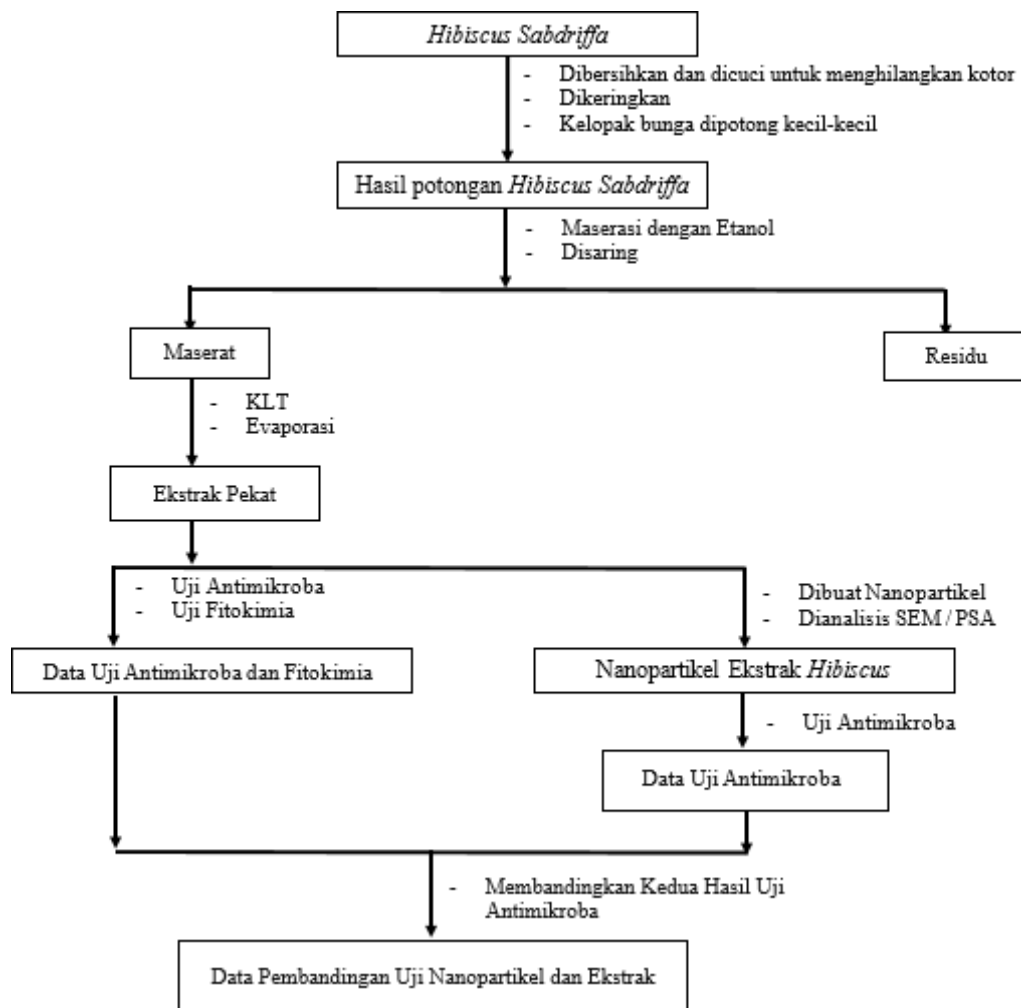 Hibiscus Sabdriffa
- Dibersihkan dan dicuci untuk menghilangkan kotor
- Dikeringkan
- Kelopak bunga dipotong kecil-kecil
Hasil potongan Hibiscus Sabdriffa
- Maserasi dengan Etanol
- Disaring
Maserat
Residu
- KLT
- Evaporasi
Ekstrak Pekat
- Uji Antimikroba
- Uji Fitokimia
- Dibuat Nanopartikel
- Dianalisis SEM / PSA
Data Uji Antimikroba dan Fitokimia
Nanopartikel Ekstrak Hibiscus
- Uji Antimikroba
Data Uji Antimikroba
- Membandingkan Kedua Hasil Uji
Antimikroba
Data Pembandingan Uji Nanopartikel dan Ekstrak